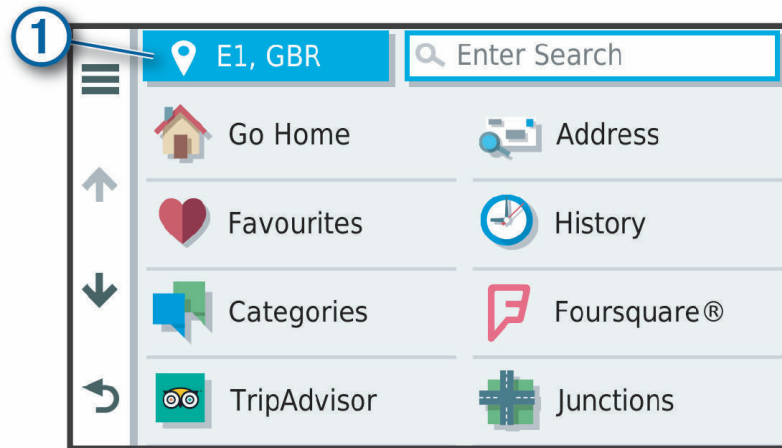 1
E1, GBR
Enter Search
Go Home
Address
Favourites
History
Categories
Foursquare®
TripAdvisor
Junctions